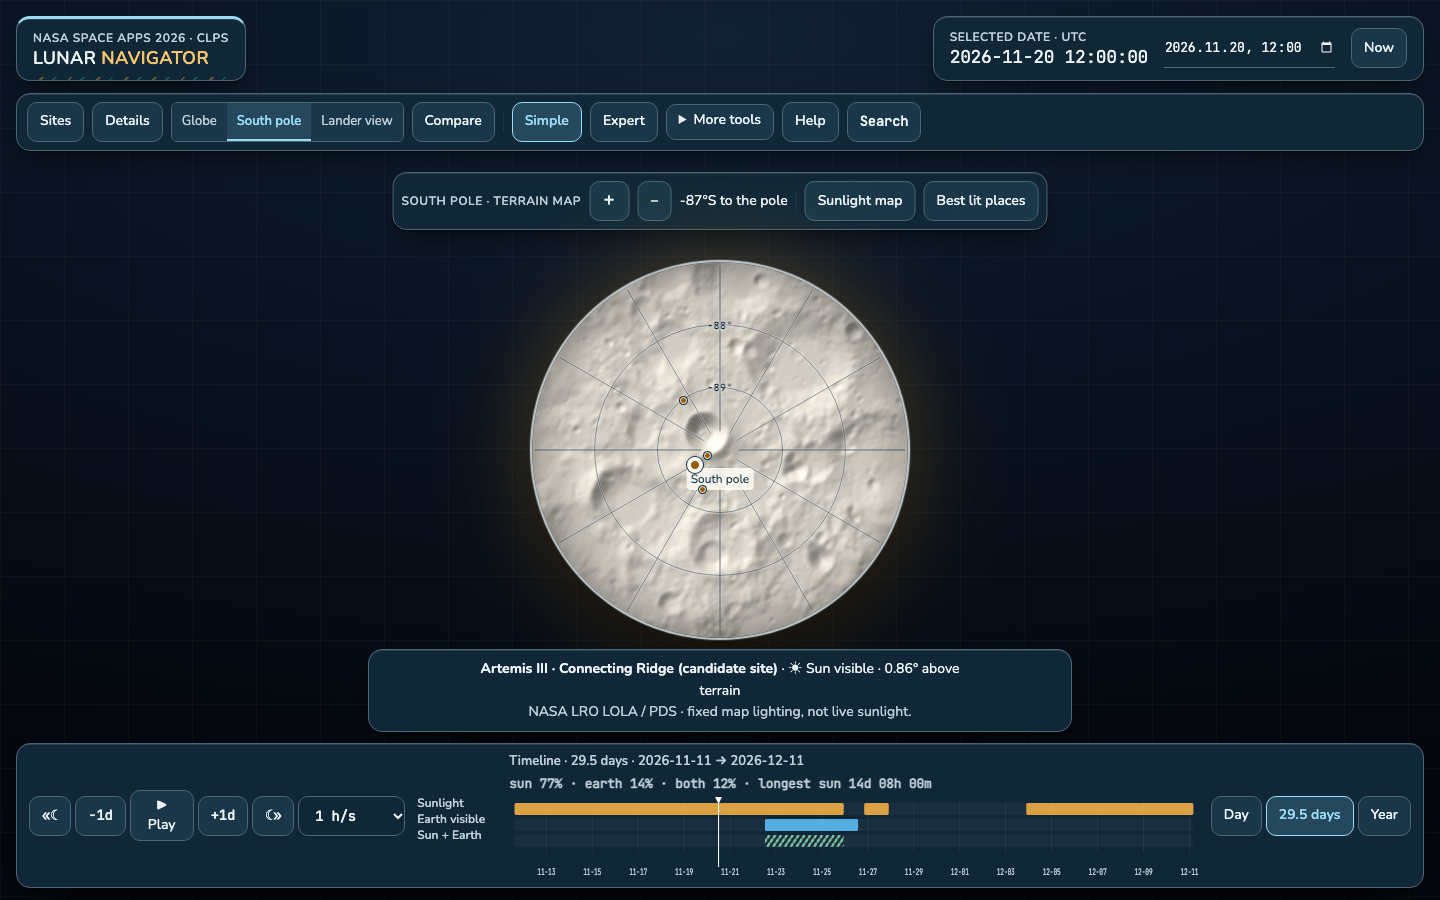 NASA SPACE APPS 2026 · CLPS
LUNAR NAVIGATOR
SELECTED DATE · UTC
2026-11-20 12:00:00
2026.11.20, 12:00
Now
Sites
Details
Globe
South pole
Lander view
Compare
Simple
Expert
▶ More tools
Help
Search
SOUTH POLE · TERRAIN MAP
+
−
-87°S to the pole
Sunlight map
Best lit places
-88°
-89°
South pole
Artemis III · Connecting Ridge (candidate site) · ☀ Sun visible · 0.86° above
terrain
NASA LRO LOLA / PDS · fixed map lighting, not live sunlight.
Timeline · 29.5 days · 2026-11-11 → 2026-12-11
sun 77% · earth 14% · both 12% · longest sun 14d 08h 00m
«☾
-1d
▶
Play
+1d
☾»
1 h/s
Sunlight
Earth visible
Sun + Earth
Day
29.5 days
Year
11-13 11-15 11-17 11-19 11-21 11-23 11-25 11-27 11-29 12-01 12-03 12-05 12-07 12-09 12-11